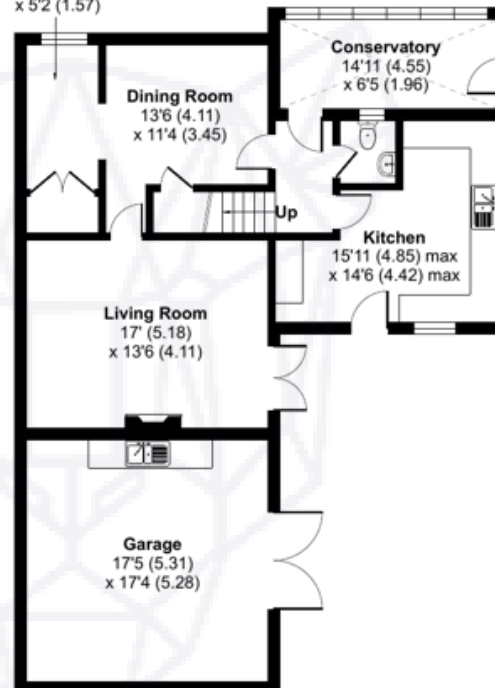 x 5'2 (1.57)
Conservatory
14'11 (4.55)
x 6'5 (1.96)
Dining Room
13'6 (4.11)
x 11'4 (3.45)
Up
Kitchen
15'11 (4.85) max
x 14'6 (4.42) max
Living Room
17' (5.18)
x 13'6 (4.11)
Garage
17'5 (5.31)
x 17'4 (5.28)